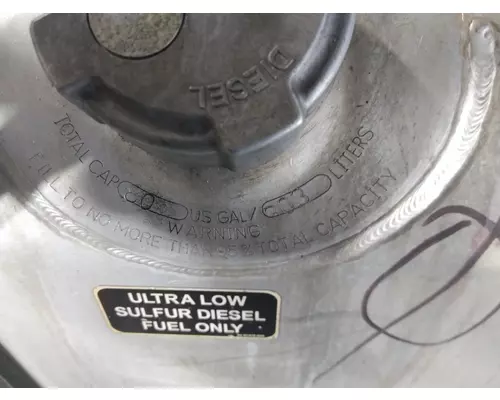 DIESEL
TOTAL CAP. US GAL/ LITERS
WARNING
FILL TO NO MORE THAN 95% TOTAL CAPACITY
ULTRA LOW
SULFUR DIESEL
FUEL ONLY